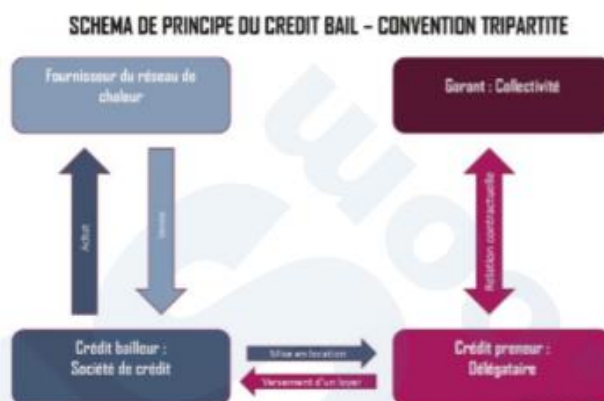 SCHEMA DE PRINCIPE DU CREDIT BAIL – CONVENTION TRIPARTITE
Fournisseur du réseau de
chaleur
Garant : Collectivité
Achat
Vente
Relation contractuelle
Crédit bailleur :
Société de crédit
Mise en location
Versement d'un loyer
Crédit preneur :
Délégataire